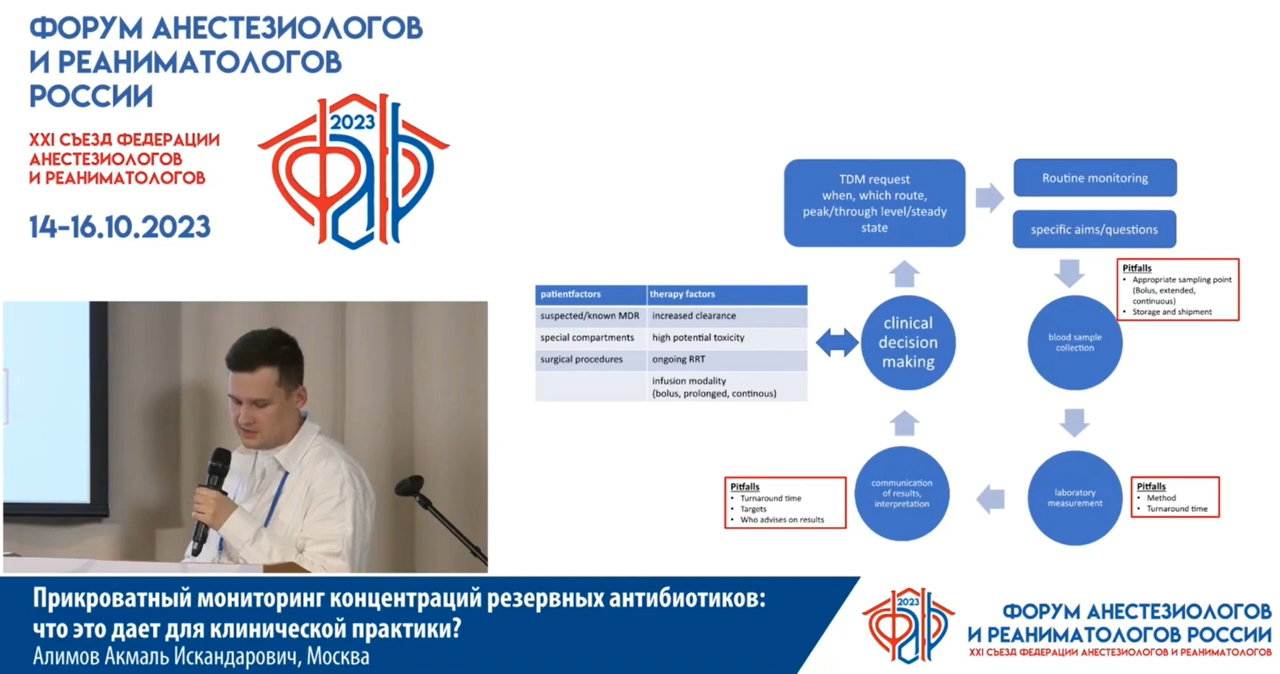 ФОРУМ АНЕСТЕЗИОЛОГОВ
И РЕАНИМАТОЛОГОВ
РОССИИ
XXI СЪЕЗД ФЕДЕРАЦИИ
АНЕСТЕЗИОЛОГОВ
И РЕАНИМАТОЛОГОВ
14-16.10.2023
2023
ФАР
TDM request
when, which route,
peak/through level/steady
state
Routine monitoring
specific aims/questions
Pitfalls
• Appropriate sampling point
(Bolus, extended,
continuous)
• Storage and shipment
patientfactors therapy factors
suspected/known MDR increased clearance
special compartments high potential toxicity
surgical procedures ongoing RRT
infusion modality
(bolus, prolonged, continous)
clinical
decision
making
blood sample
collection
Pitfalls
• Turnaround time
• Targets
• Who advises on results
communication
of results,
interpretation
laboratory
measurement
Pitfalls
• Method
• Turnaround time
Прикроватный мониторинг концентраций резервных антибиотиков:
что это дает для клинической практики?
Алимов Акмаль Искандарович, Москва
2023
ФАР
ФОРУМ АНЕСТЕЗИОЛОГОВ
И РЕАНИМАТОЛОГОВ РОССИИ
XXI СЪЕЗД ФЕДЕРАЦИИ АНЕСТЕЗИОЛОГОВ И РЕАНИМАТОЛОГОВ